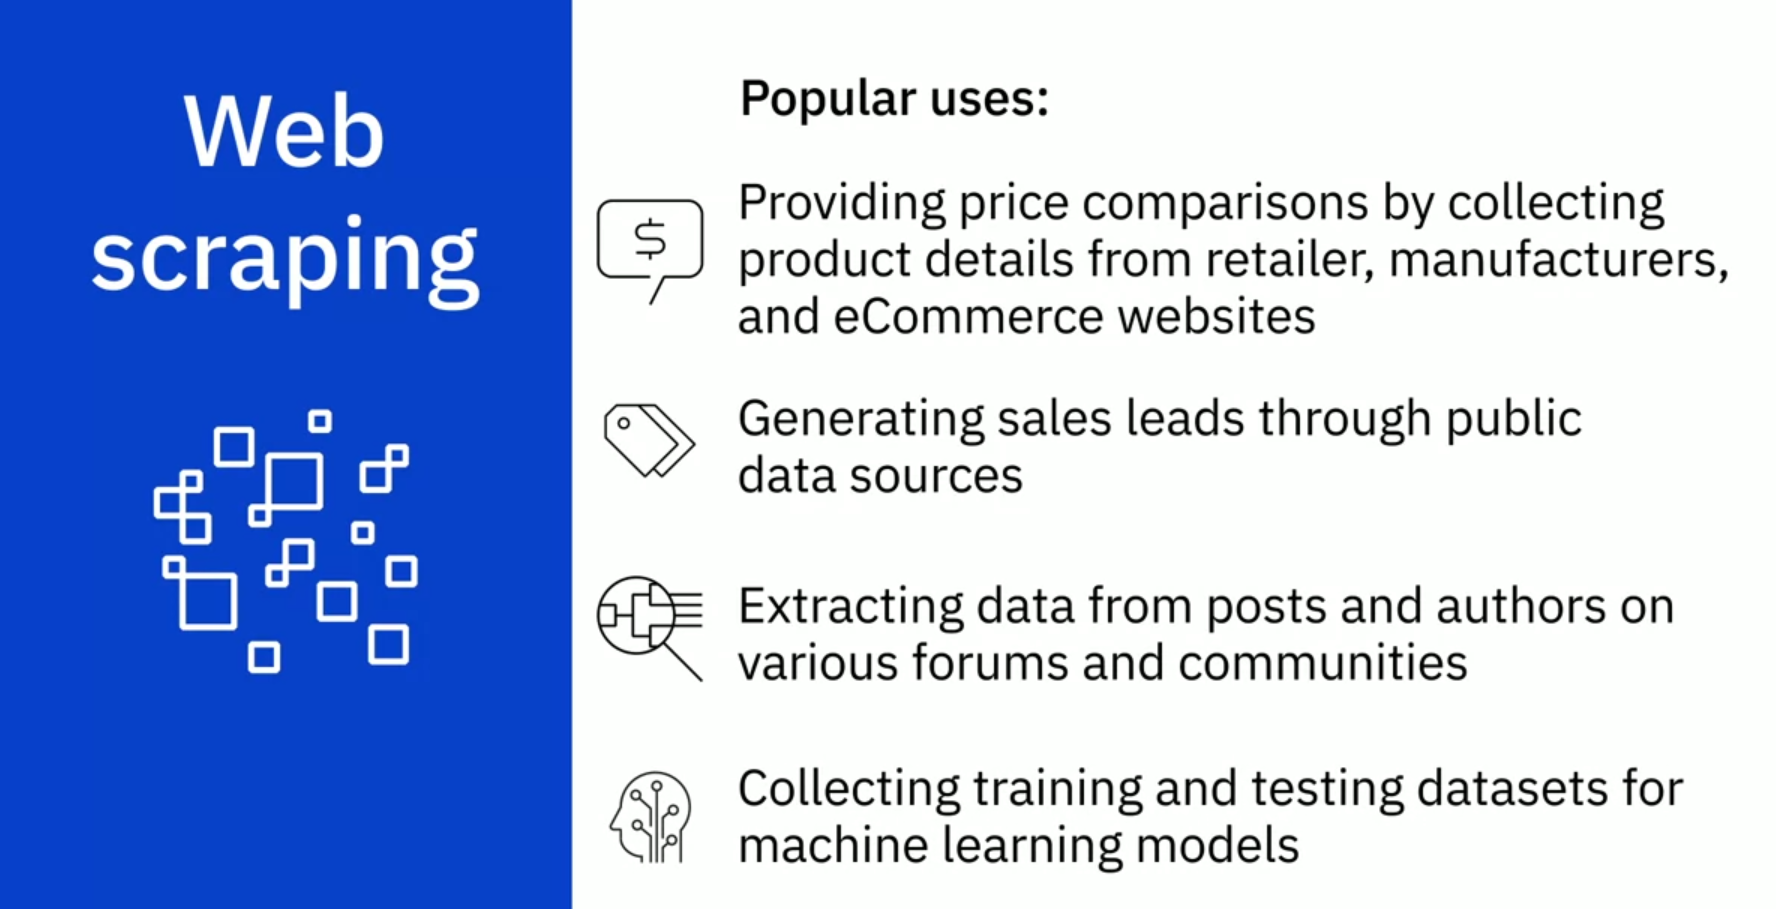 Web
scraping
Popular uses:
Providing price comparisons by collecting
product details from retailer, manufacturers,
and eCommerce websites
Generating sales leads through public
data sources
Extracting data from posts and authors on
various forums and communities
Collecting training and testing datasets for
machine learning models